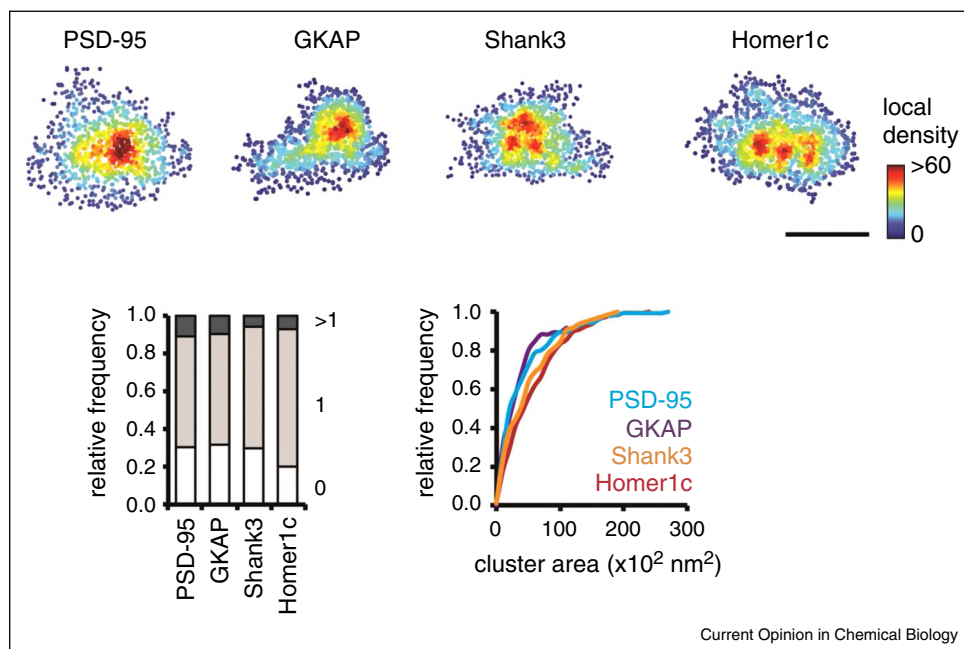 PSD-95 GKAP Shank3 Homer1c
local
density
>60
0
relative frequency
1.0
0.8
0.6
0.4
0.2
0.0
>1
1
0
PSD-95
GKAP
Shank3
Homer1c
relative frequency
1.0
0.8
0.6
0.4
0.2
0.0
PSD-95
GKAP
Shank3
Homer1c
0 100 200 300
cluster area (x10² nm²)
Current Opinion in Chemical Biology